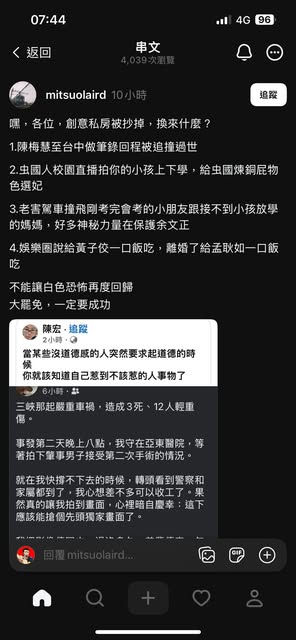 07:44
4G 96
返回
串文
4,039次瀏覽
mitsuolaird 10小時
追蹤
嘿,各位,創意私房被抄掉,換來什麼?
1.陳梅慧至台中做筆錄回程被追撞過世
2.虫國人校園直播拍你的小孩上下學,給虫國煉銅屁物
色選妃
3.老害駕車撞飛剛考完會考的小朋友跟接不到小孩放學
的媽媽,好多神秘力量在保護余文正
4.娛樂圈說給黃子佼一口飯吃,離婚了給孟耿如一口飯
吃
不能讓白色恐怖再度回歸
大罷免,一定要成功
陳宏・追蹤
2小時・
當某些沒道德感的人突然要求起道德的時
候
你就該知道自己惹到不該惹的人事物了
6小時・
三峽那起嚴重車禍,造成3死、12人輕重
傷。
事發第二天晚上八點,我守在亞東醫院,等
著拍下肇事男子接受第二次手術的情況。
就在我快撐不下去的時候,轉頭看到警察和
家屬都到了,我心想差不多可以收工了。果
然真的讓我拍到畫面,心裡暗自慶幸:這下
應該能搶個先頭獨家畫面了。
回覆 mitsuolaird...
GIF